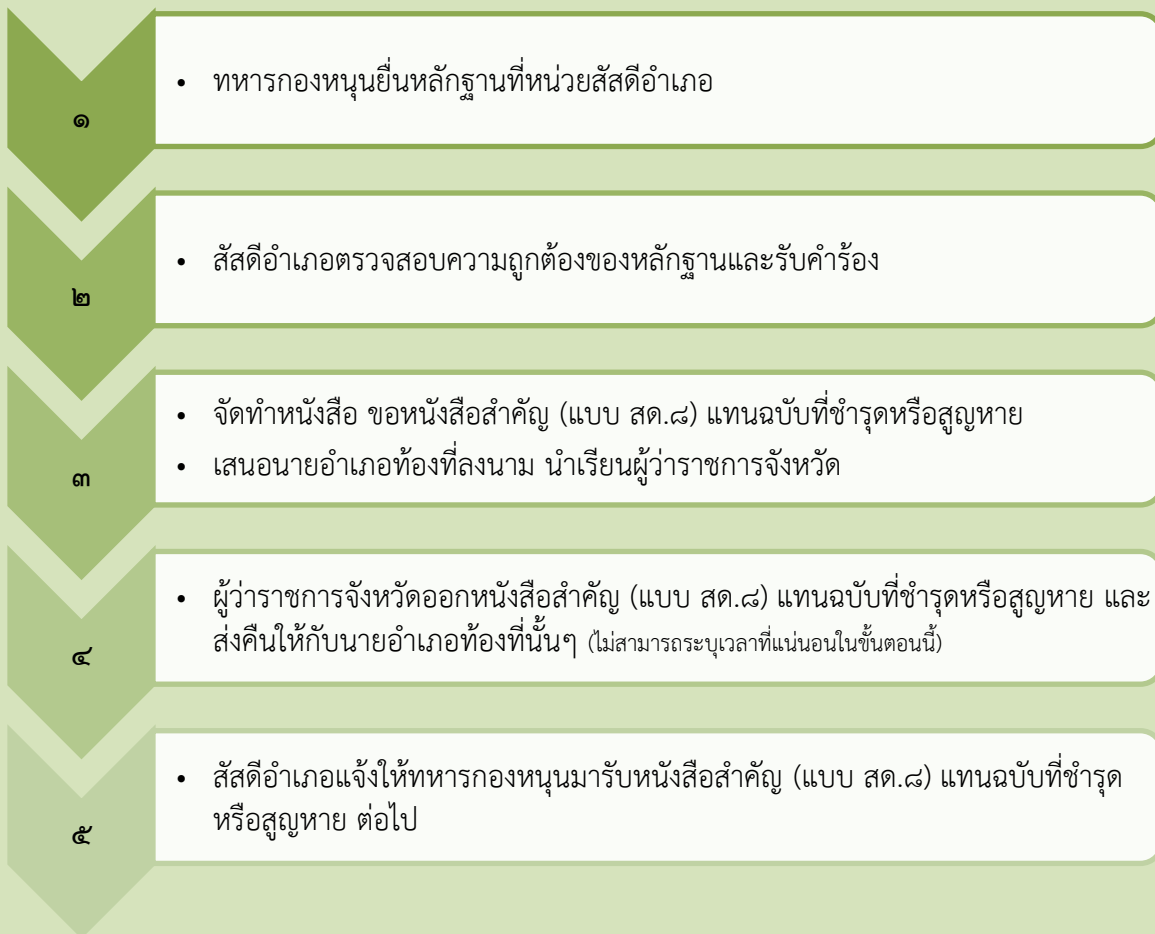 ๑
• ทหารกองหนุนยื่นหลักฐานที่หน่วยสัสดีอำเภอ
๒
• สัสดีอำเภอตรวจสอบความถูกต้องของหลักฐานและรับคำร้อง
๓
• จัดทำหนังสือ ขอหนังสือสำคัญ (แบบ สด.๘) แทนฉบับที่ชำรุดหรือสูญหาย
• เสนอนายอำเภอท้องที่ลงนาม นำเรียนผู้ว่าราชการจังหวัด
๔
• ผู้ว่าราชการจังหวัดออกหนังสือสำคัญ (แบบ สด.๘) แทนฉบับที่ชำรุดหรือสูญหาย และ
ส่งคืนให้กับนายอำเภอท้องที่นั้นๆ (ไม่สามารถระบุเวลาที่แน่นอนในขั้นตอนนี้)
๕
• สัสดีอำเภอแจ้งให้ทหารกองหนุนมารับหนังสือสำคัญ (แบบ สด.๘) แทนฉบับที่ชำรุด
หรือสูญหาย ต่อไป